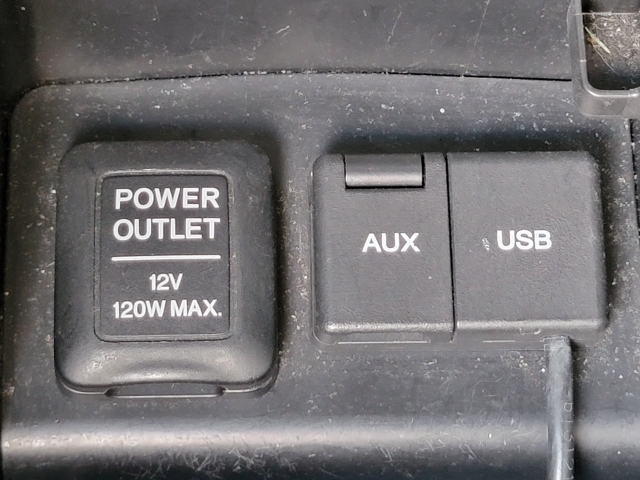 POWER
OUTLET
12V
120W MAX.
AUX
USB